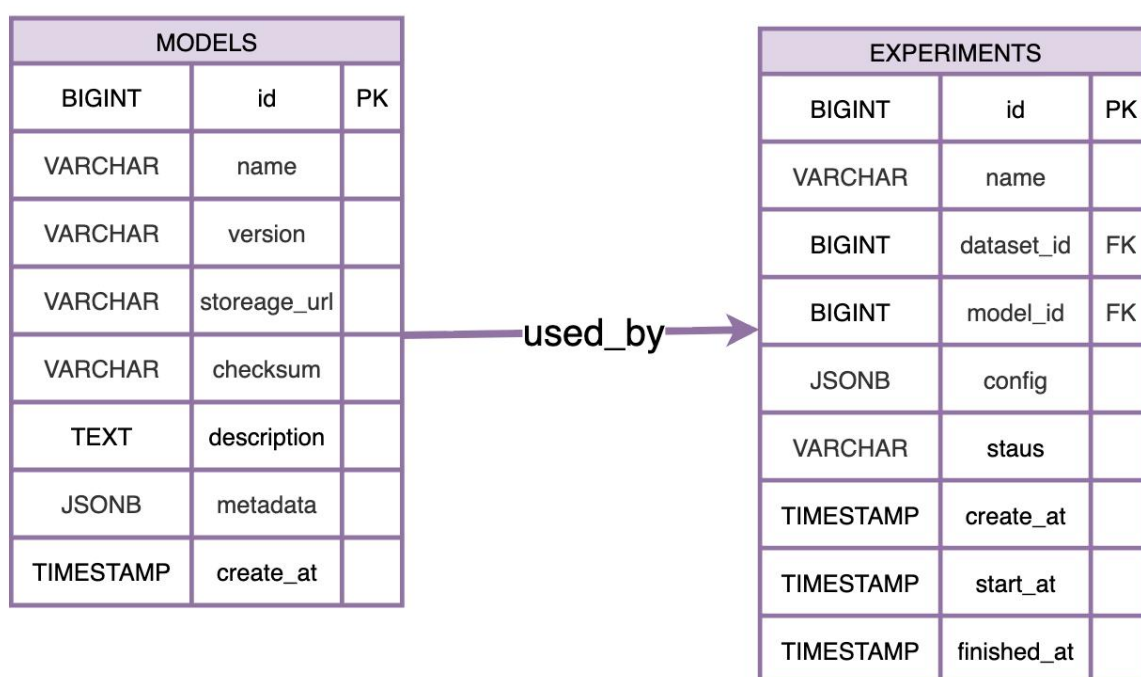 MODELS
BIGINT id PK
VARCHAR name
VARCHAR version
VARCHAR storeage_url
VARCHAR checksum
TEXT description
JSONB metadata
TIMESTAMP create_at
used_by
EXPERIMENTS
BIGINT id PK
VARCHAR name
BIGINT dataset_id FK
BIGINT model_id FK
JSONB config
VARCHAR staus
TIMESTAMP create_at
TIMESTAMP start_at
TIMESTAMP finished_at